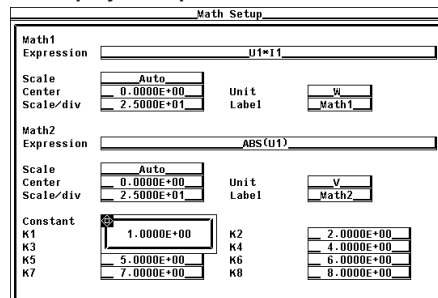 Math Setup
Math1
Expression U1*I1
Scale Auto
Center 0.0000E+00 Unit W
Scale/div 2.5000E+01 Label Math1
Math2
Expression ABS(U1)
Scale Auto
Center 0.0000E+00 Unit V
Scale/div 2.5000E+01 Label Math2
Constant
K1 1.0000E+00 K2 2.0000E+00
K3 K4 4.0000E+00
K5 5.0000E+00 K6 6.0000E+00
K7 7.0000E+00 K8 8.0000E+00